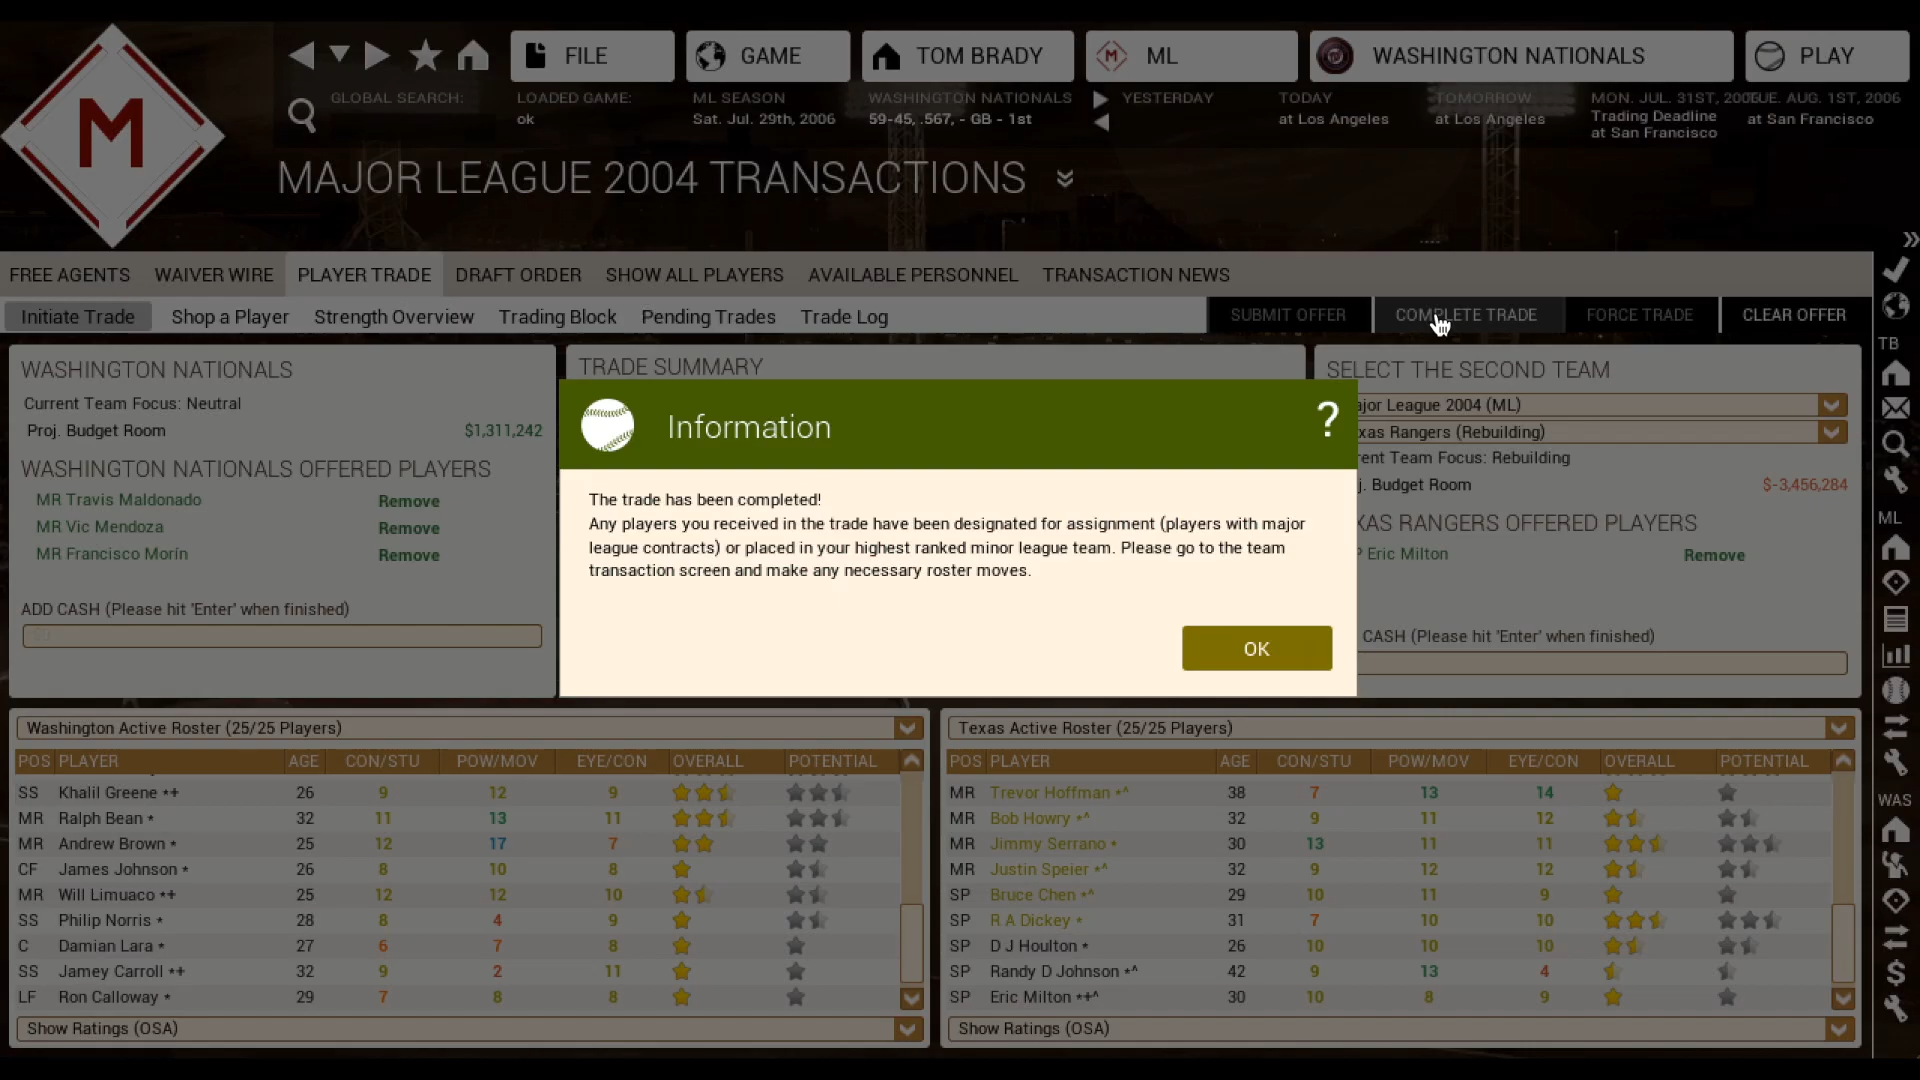 M
FILE
GAME
TOM BRADY
M ML
WASHINGTON NATIONALS
PLAY
GLOBAL SEARCH:
LOADED GAME:
ok
ML SEASON
Sat. Jul. 29th, 2006
WASHINGTON NATIONALS
59-45, .567, - GB - 1st
YESTERDAY
TODAY
at Los Angeles
TOMORROW
at Los Angeles
MON. JUL. 31ST, 2006
Trading Deadline
at San Francisco
TUE. AUG. 1ST, 2006
at San Francisco
MAJOR LEAGUE 2004 TRANSACTIONS
FREE AGENTS WAIVER WIRE PLAYER TRADE DRAFT ORDER SHOW ALL PLAYERS AVAILABLE PERSONNEL TRANSACTION NEWS
Initiate Trade Shop a Player Strength Overview Trading Block Pending Trades Trade Log SUBMIT OFFER COMPLETE TRADE FORCE TRADE CLEAR OFFER
WASHINGTON NATIONALS
Current Team Focus: Neutral
Proj. Budget Room $1,311,242
WASHINGTON NATIONALS OFFERED PLAYERS
MR Travis Maldonado Remove
MR Vic Mendoza Remove
MR Francisco Morín Remove
ADD CASH (Please hit 'Enter' when finished)
TRADE SUMMARY
Information
?
The trade has been completed!
Any players you received in the trade have been designated for assignment (players with major
league contracts) or placed in your highest ranked minor league team. Please go to the team
transaction screen and make any necessary roster moves.
OK
SELECT THE SECOND TEAM
ajor League 2004 (ML)
xas Rangers (Rebuilding)
ent Team Focus: Rebuilding
j. Budget Room $-3,456,284
XAS RANGERS OFFERED PLAYERS
P Eric Milton Remove
CASH (Please hit 'Enter' when finished)
Washington Active Roster (25/25 Players)
POS PLAYER AGE CON/STU POW/MOV EYE/CON OVERALL POTENTIAL
SS Khalil Greene *+ 26 9 12 9
MR Ralph Bean * 32 11 13 11
MR Andrew Brown * 25 12 17 7
CF James Johnson * 26 8 10 8
MR Will Limuaco *+ 25 12 12 10
SS Philip Norris * 28 8 4 9
C Damian Lara * 27 6 7 8
SS Jamey Carroll *+ 32 9 2 11
LF Ron Calloway * 29 7 8 8
Show Ratings (OSA)
Texas Active Roster (25/25 Players)
POS PLAYER AGE CON/STU POW/MOV EYE/CON OVERALL POTENTIAL
MR Trevor Hoffman *^ 38 7 13 14
MR Bob Howry *^ 32 9 11 12
MR Jimmy Serrano * 30 13 11 11
MR Justin Speier *^ 32 9 12 12
SP Bruce Chen *^ 29 10 11 9
SP R A Dickey * 31 7 10 10
SP D J Houlton * 26 10 10 10
SP Randy D Johnson *^ 42 9 13 4
SP Eric Milton *+^ 30 10 8 9
Show Ratings (OSA)
TB
ML
WAS